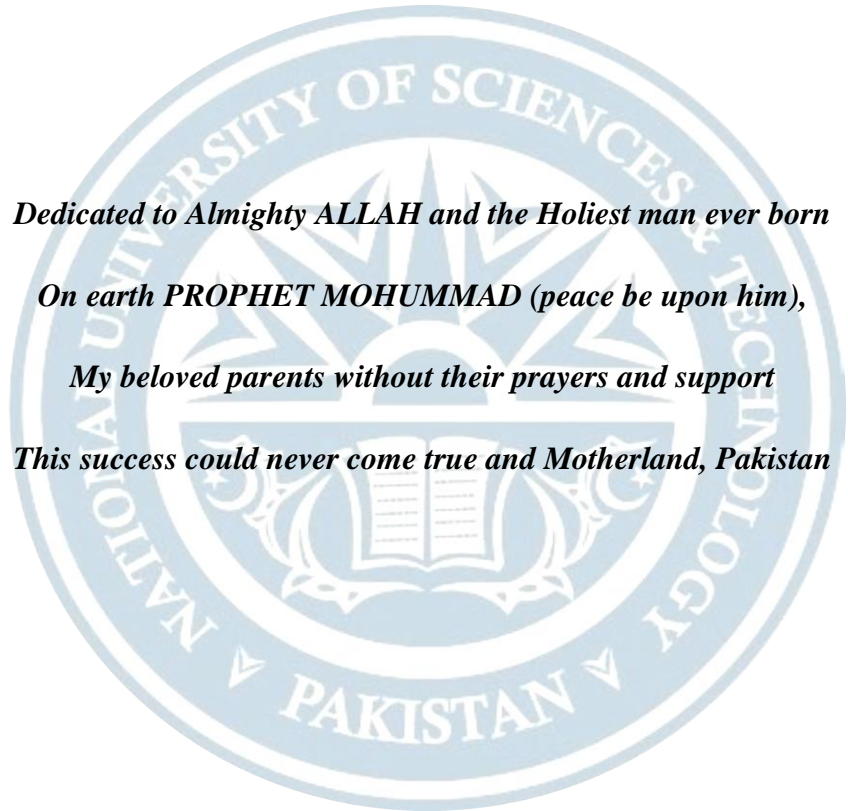 NATIONAL UNIVERSITY OF SCIENCES & TECHNOLOGY
Dedicated to Almighty ALLAH and the Holiest man ever born
On earth PROPHET MOHUMMAD (peace be upon him),
My beloved parents without their prayers and support
This success could never come true and Motherland, Pakistan
PAKISTAN